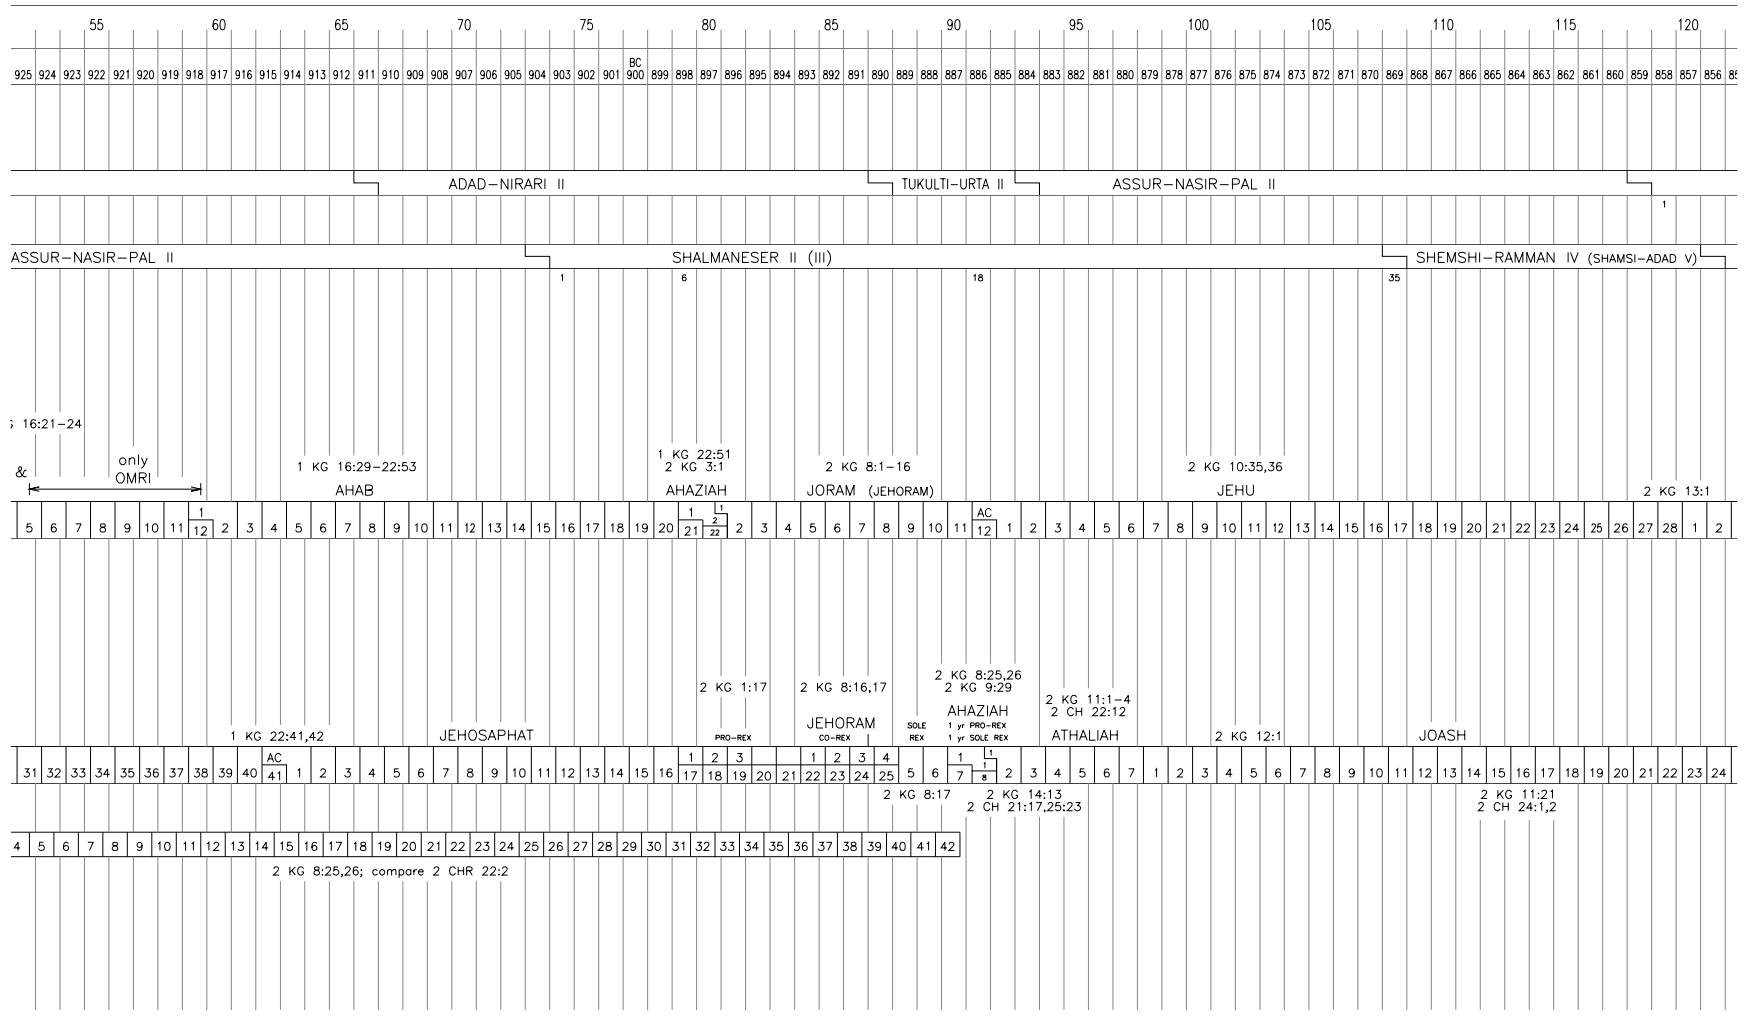 55 60 65 70 75 80 85 90 95 100 105 110 115 120
BC
925 924 923 922 921 920 919 918 917 916 915 914 913 912 911 910 909 908 907 906 905 904 903 902 901 900 899 898 897 896 895 894 893 892 891 890 889 888 887 886 885 884 883 882 881 880 879 878 877 876 875 874 873 872 871 870 869 868 867 866 865 864 863 862 861 860 859 858 857 856
ADAD-NIRARI II TUKULTI-URTA II ASSUR-NASIR-PAL II
1
ASSUR-NASIR-PAL II SHALMANESER II (III) SHEMSHI-RAMMAN IV (SHAMSI-ADAD V)
1 6 18 35
16:21-24
only
1 KG 22:51
& OMRI 1 KG 16:29-22:53 2 KG 3:1 2 KG 8:1-16 2 KG 10:35,36
AHAB AHAZIAH JORAM (JEHORAM) JEHU 2 KG 13:1
1 1 1 AC
5 6 7 8 9 10 11 12 2 3 4 5 6 7 8 9 10 11 12 13 14 15 16 17 18 19 20 21 2 22 2 3 4 5 6 7 8 9 10 11 12 1 2 3 4 5 6 7 8 9 10 11 12 13 14 15 16 17 18 19 20 21 22 23 24 25 26 27 28 1 2
2 KG 8:25,26
2 KG 1:17 2 KG 8:16,17 2 KG 9:29
2 KG 11:1-4
AHAZIAH 2 CH 22:12
JEHORAM SOLE 1 yr PRO-REX
1 KG 22:41,42 JEHOSAPHAT PRO-REX CO-REX REX 1 yr SOLE REX ATHALIAH 2 KG 12:1 JOASH
AC 1 2 3 1 2 3 4 1 1
31 32 33 34 35 36 37 38 39 40 41 1 2 3 4 5 6 7 8 9 10 11 12 13 14 15 16 17 18 19 20 21 22 23 24 25 5 6 7 1 8 2 3 4 5 6 7 1 2 3 4 5 6 7 8 9 10 11 12 13 14 15 16 17 18 19 20 21 22 23 24
2 KG 8:17 2 KG 14:13 2 KG 11:21
2 CH 21:17,25:23 2 CH 24:1,2
4 5 6 7 8 9 10 11 12 13 14 15 16 17 18 19 20 21 22 23 24 25 26 27 28 29 30 31 32 33 34 35 36 37 38 39 40 41 42
2 KG 8:25,26; compare 2 CHR 22:2